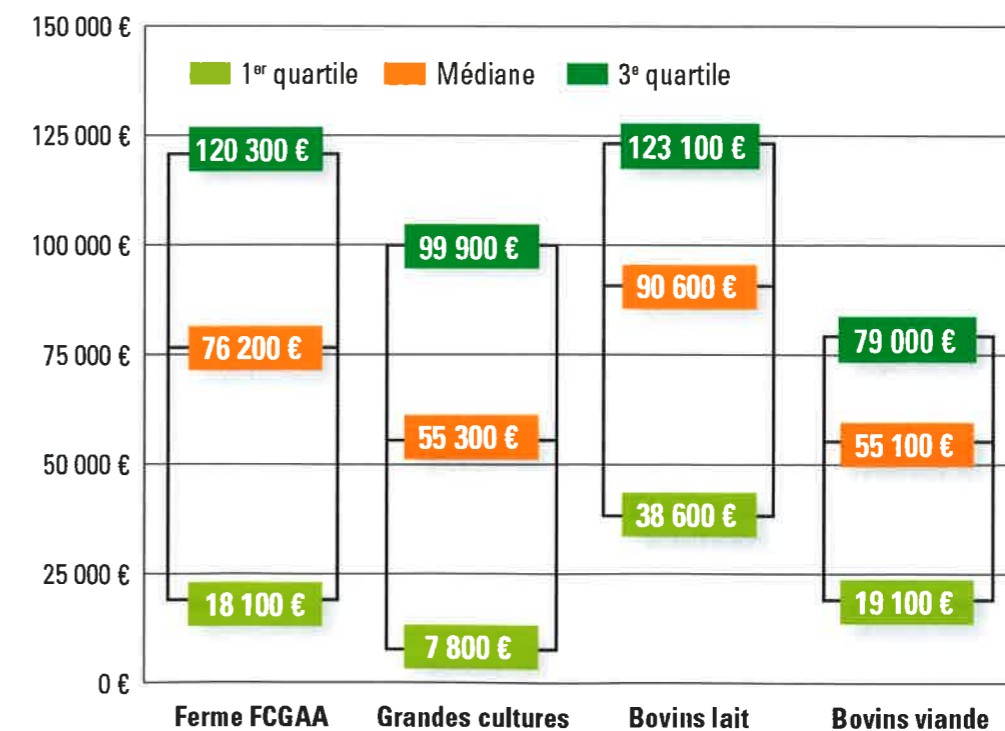 150 000 €
1er quartile Médiane 3e quartile
125 000 €
120 300 € 123 100 €
100 000 €
99 900 €
90 600 €
76 200 € 79 000 €
75 000 €
55 300 € 55 100 €
50 000 €
38 600 €
25 000 €
18 100 € 19 100 €
7 800 €
0 €
Ferme FCGAA Grandes cultures Bovins lait Bovins viande